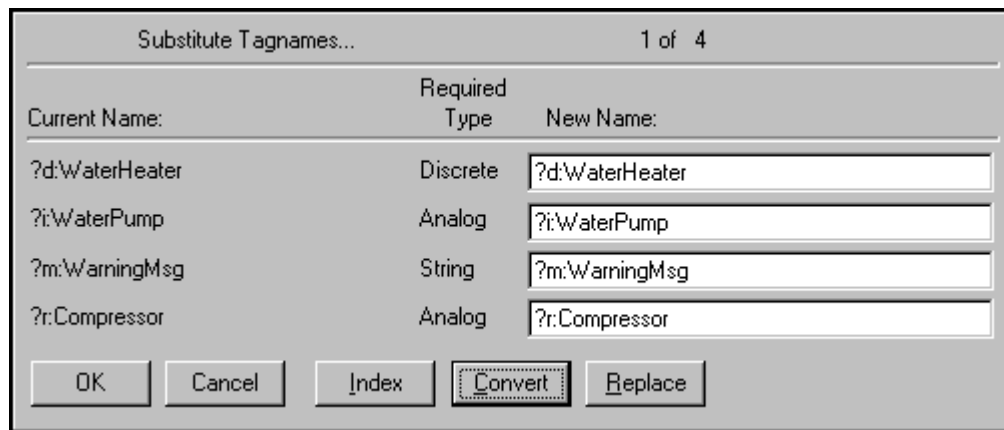 Substitute Tagnames... 1 of 4
Required
Current Name: Type New Name:
?d:WaterHeater Discrete ?d:WaterHeater
?i:WaterPump Analog ?i:WaterPump
?m:WarningMsg String ?m:WarningMsg
?r:Compressor Analog ?r:Compressor
OK Cancel Index Convert Replace